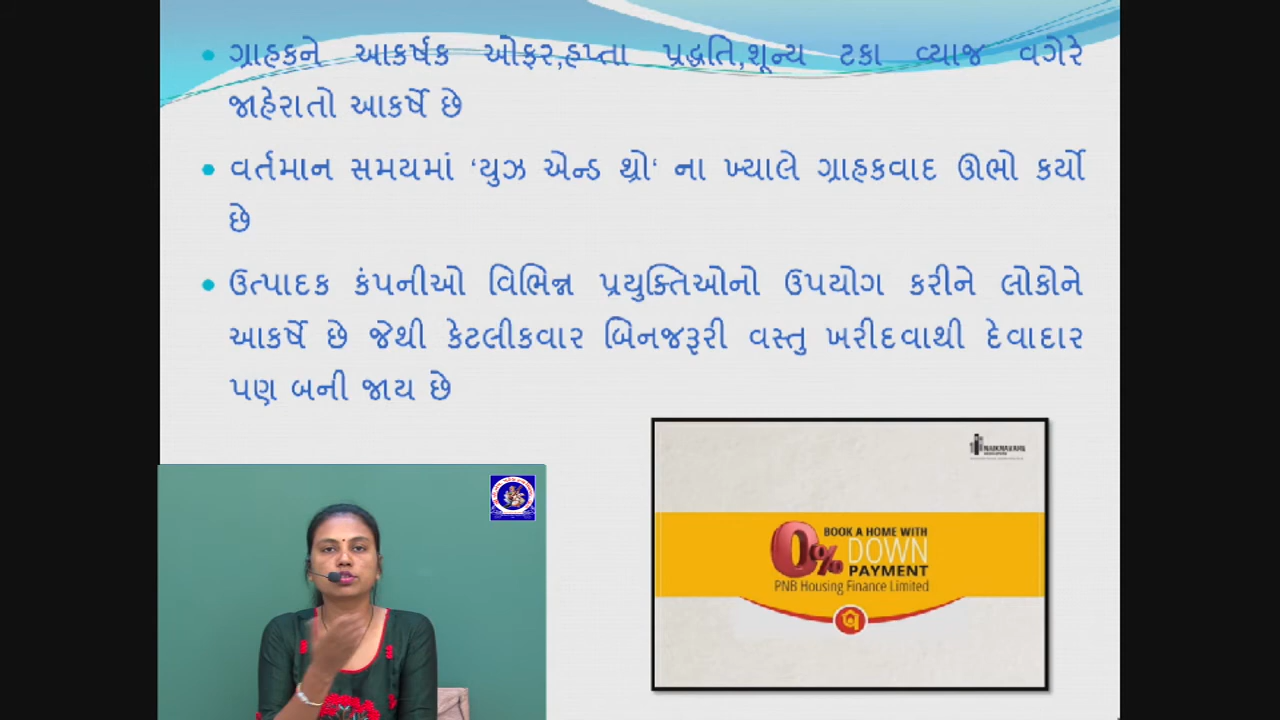 ગ્રાહકને આકર્ષક ઓફર,હપ્તા પ્રદ્ધતિ,શૂન્ય ટકા વ્યાજ વગેરે
જાહેરાતો આકર્ષે છે
વર્તમાન સમયમાં ‘યુઝ એન્ડ થ્રો‘ ના ખ્યાલે ગ્રાહકવાદ ઊભો કર્યો
છે
ઉત્પાદક કંપનીઓ વિભિન્ન પ્રયુક્તિઓનો ઉપયોગ કરીને લોકોને
આકર્ષે છે જેથી કેટલીકવાર બિનજરૂરી વસ્તુ ખરીદવાથી દેવાદાર
પણ બની જાય છે
BOOK A HOME WITH
0% DOWN
PAYMENT
PNB Housing Finance Limited